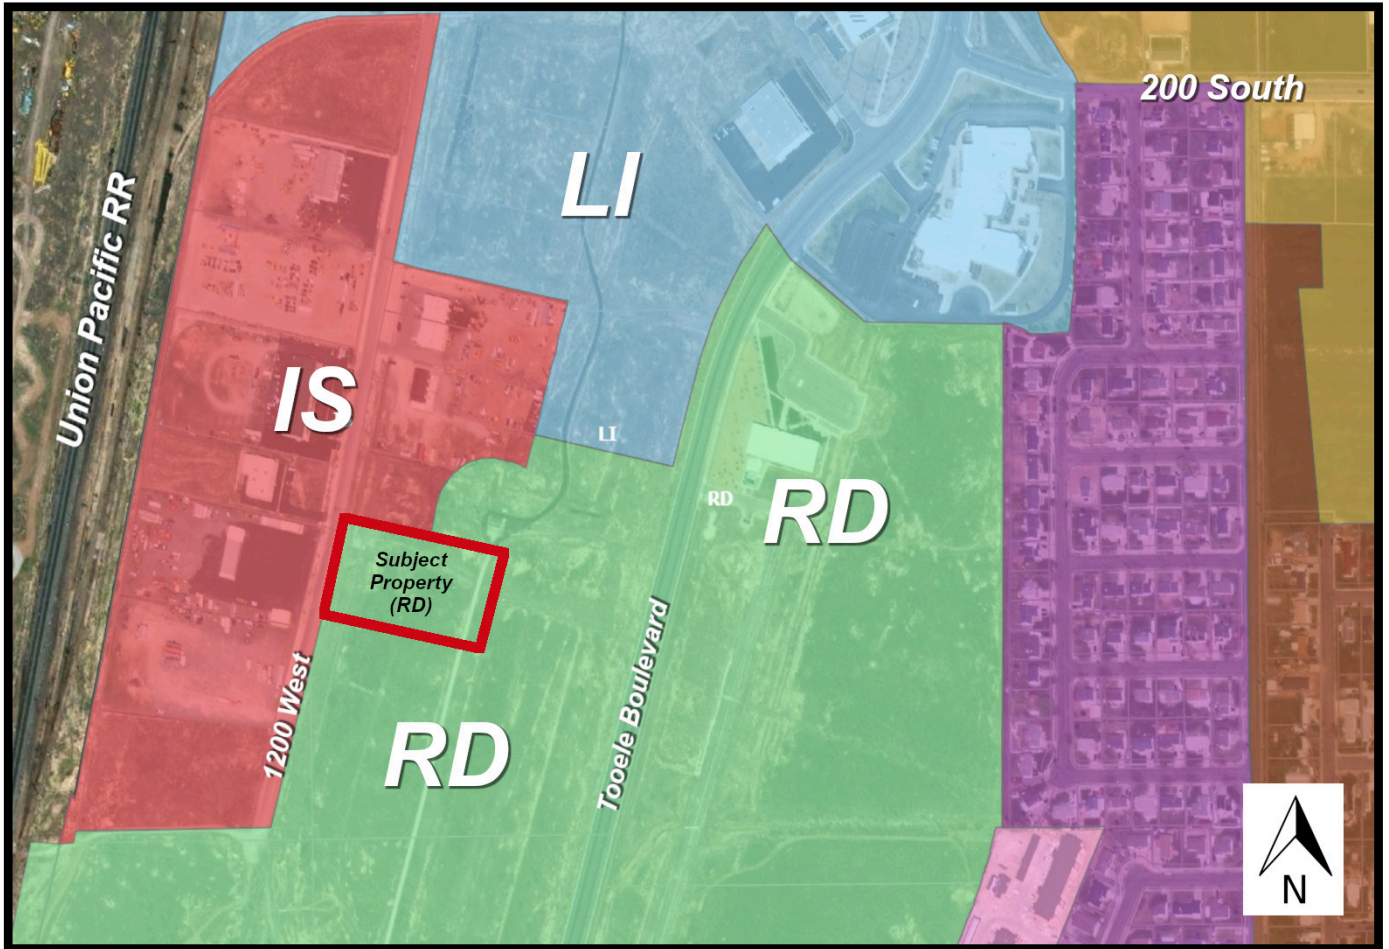 200 South
LI
Union Pacific RR
IS
LI
RD
RD
Subject
Property
(RD)
1200 West
Tooele Boulevard
RD
N